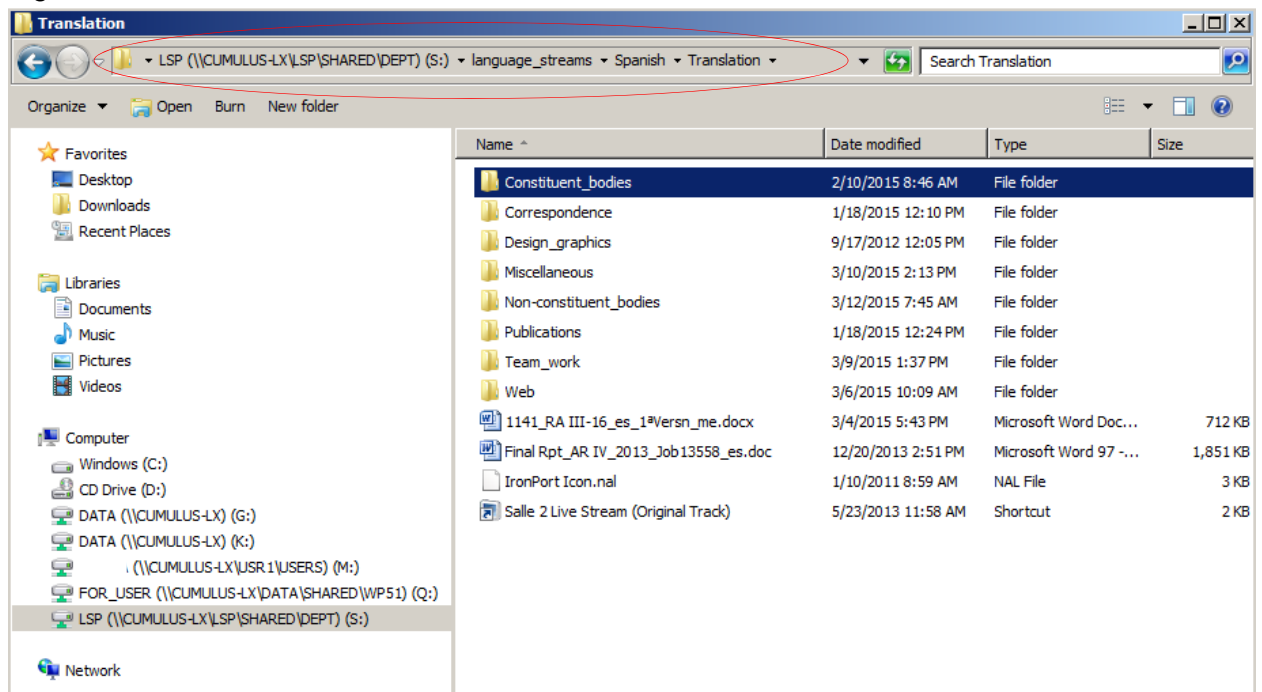 Translation
LSP (\\CUMULUS-LX\LSP\SHARED\DEPT) (S:) language_streams Spanish Translation Search Translation
Organize Open Burn New folder
Favorites
Desktop
Downloads
Recent Places
Libraries
Documents
Music
Pictures
Videos
Computer
Windows (C:)
CD Drive (D:)
DATA (\\CUMULUS-LX) (G:)
DATA (\\CUMULUS-LX) (K:)
(\\CUMULUS-LX\USR1\USERS) (M:)
FOR_USER (\\CUMULUS-LX\DATA\SHARED\WP51) (Q:)
LSP (\\CUMULUS-LX\LSP\SHARED\DEPT) (S:)
Network
Name Date modified Type Size
Constituent_bodies 2/10/2015 8:46 AM File folder
Correspondence 1/18/2015 12:10 PM File folder
Design_graphics 9/17/2012 12:05 PM File folder
Miscellaneous 3/10/2015 2:13 PM File folder
Non-constituent_bodies 3/12/2015 7:45 AM File folder
Publications 1/18/2015 12:24 PM File folder
Team_work 3/9/2015 1:37 PM File folder
Web 3/6/2015 10:09 AM File folder
1141_RA III-16_es_1ªVersn_me.docx 3/4/2015 5:43 PM Microsoft Word Doc... 712 KB
Final Rpt_AR IV_2013_Job13558_es.doc 12/20/2013 2:51 PM Microsoft Word 97 -... 1,851 KB
IronPort Icon.nal 1/10/2011 8:59 AM NAL File 3 KB
Salle 2 Live Stream (Original Track) 5/23/2013 11:58 AM Shortcut 2 KB